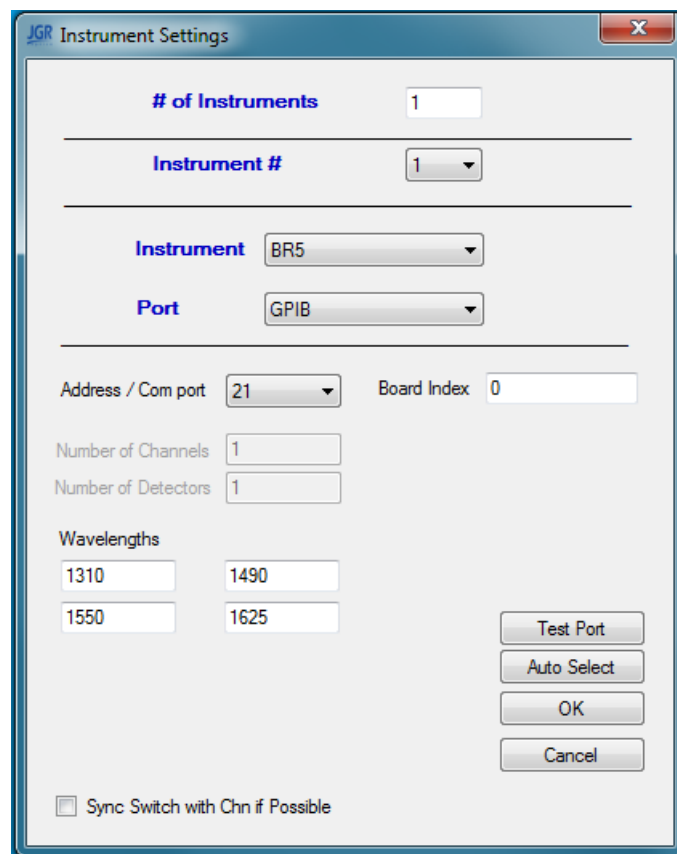 JGR Instrument Settings
# of Instruments 1
Instrument # 1
Instrument BR5
Port GPIB
Address / Com port 21 Board Index 0
Number of Channels 1
Number of Detectors 1
Wavelengths
1310 1490
1550 1625
Test Port
Auto Select
OK
Cancel
Sync Switch with Chn if Possible